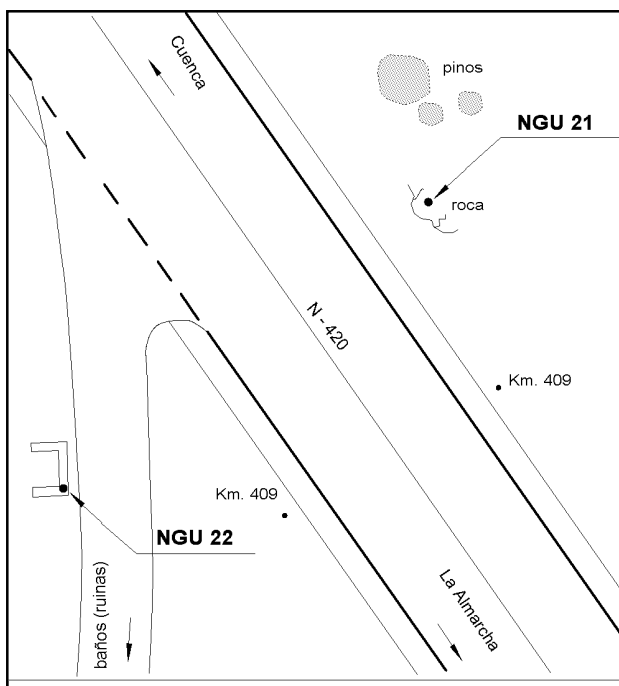 Cuenca
pinos
NGU 21
roca
N - 420
Km. 409
Km. 409
NGU 22
La Almarcha
baños (ruinas)